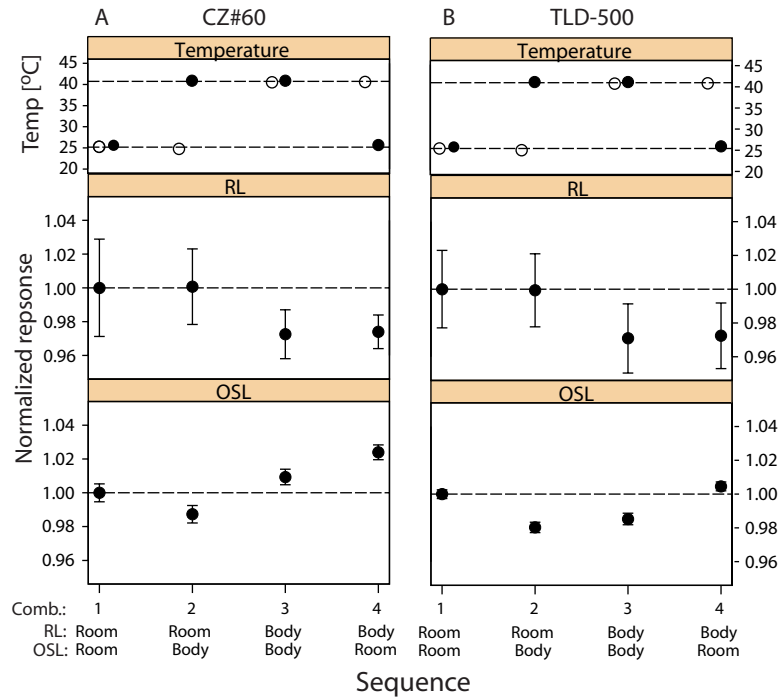 A CZ#60 B TLD-500
Temperature Temperature
Temp [ºC]
45 45
40 40
35 35
30 30
25 25
20 20
RL RL
Normalized repsonse
1.04 1.04
1.02 1.02
1.00 1.00
0.98 0.98
0.96 0.96
OSL OSL
1.04 1.04
1.02 1.02
1.00 1.00
0.98 0.98
0.96 0.96
Comb.: 1 2 3 4 1 2 3 4
RL: Room Room Body Body Room Room Body Body
OSL: Room Body Body Room Room Body Body Room
Sequence